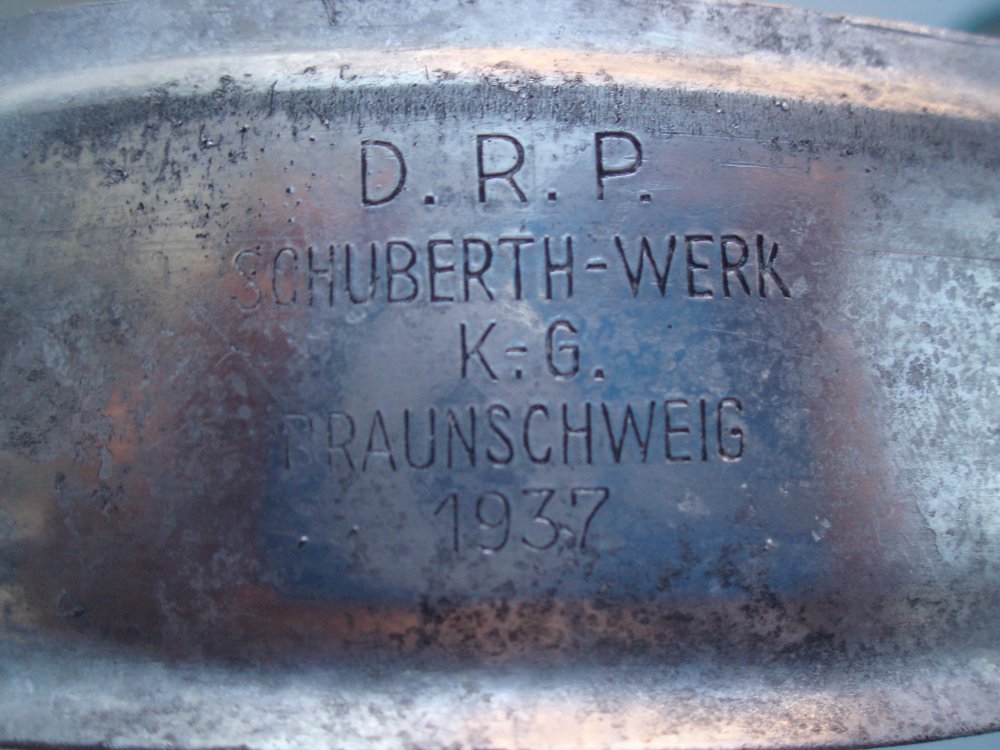 D. R. P.
SCHUBERTH-WERK
K.-G.
BRAUNSCHWEIG
1937